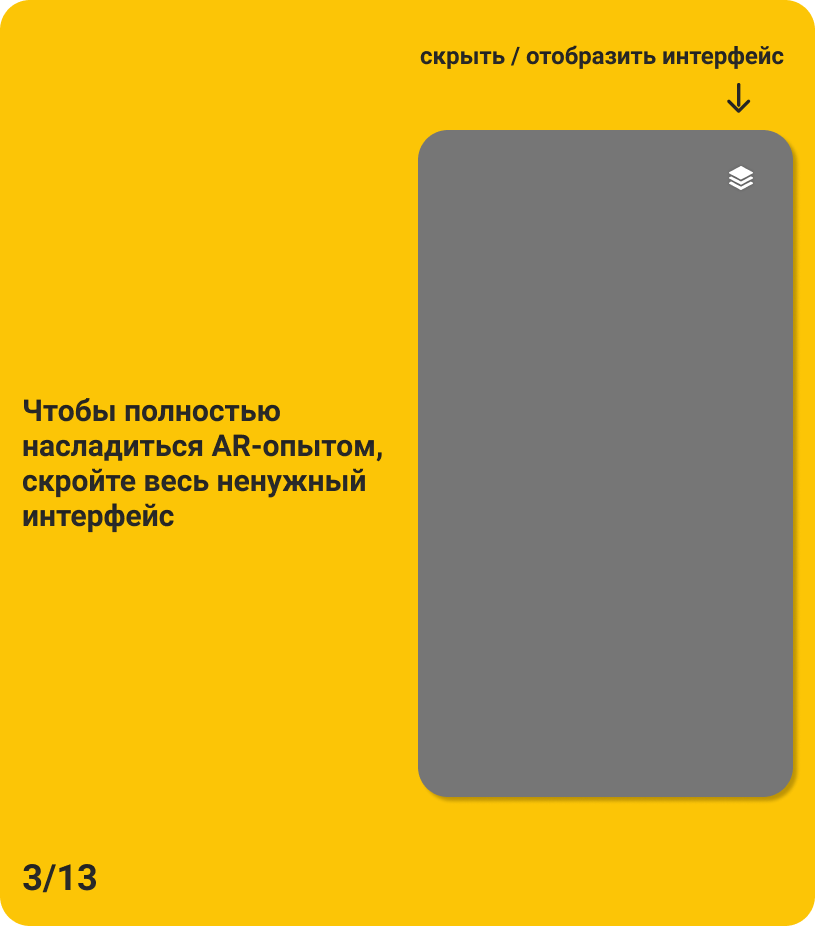 скрыть / отобразить интерфейс
Чтобы полностью
насладиться AR-опытом,
скройте весь ненужный
интерфейс
3/13